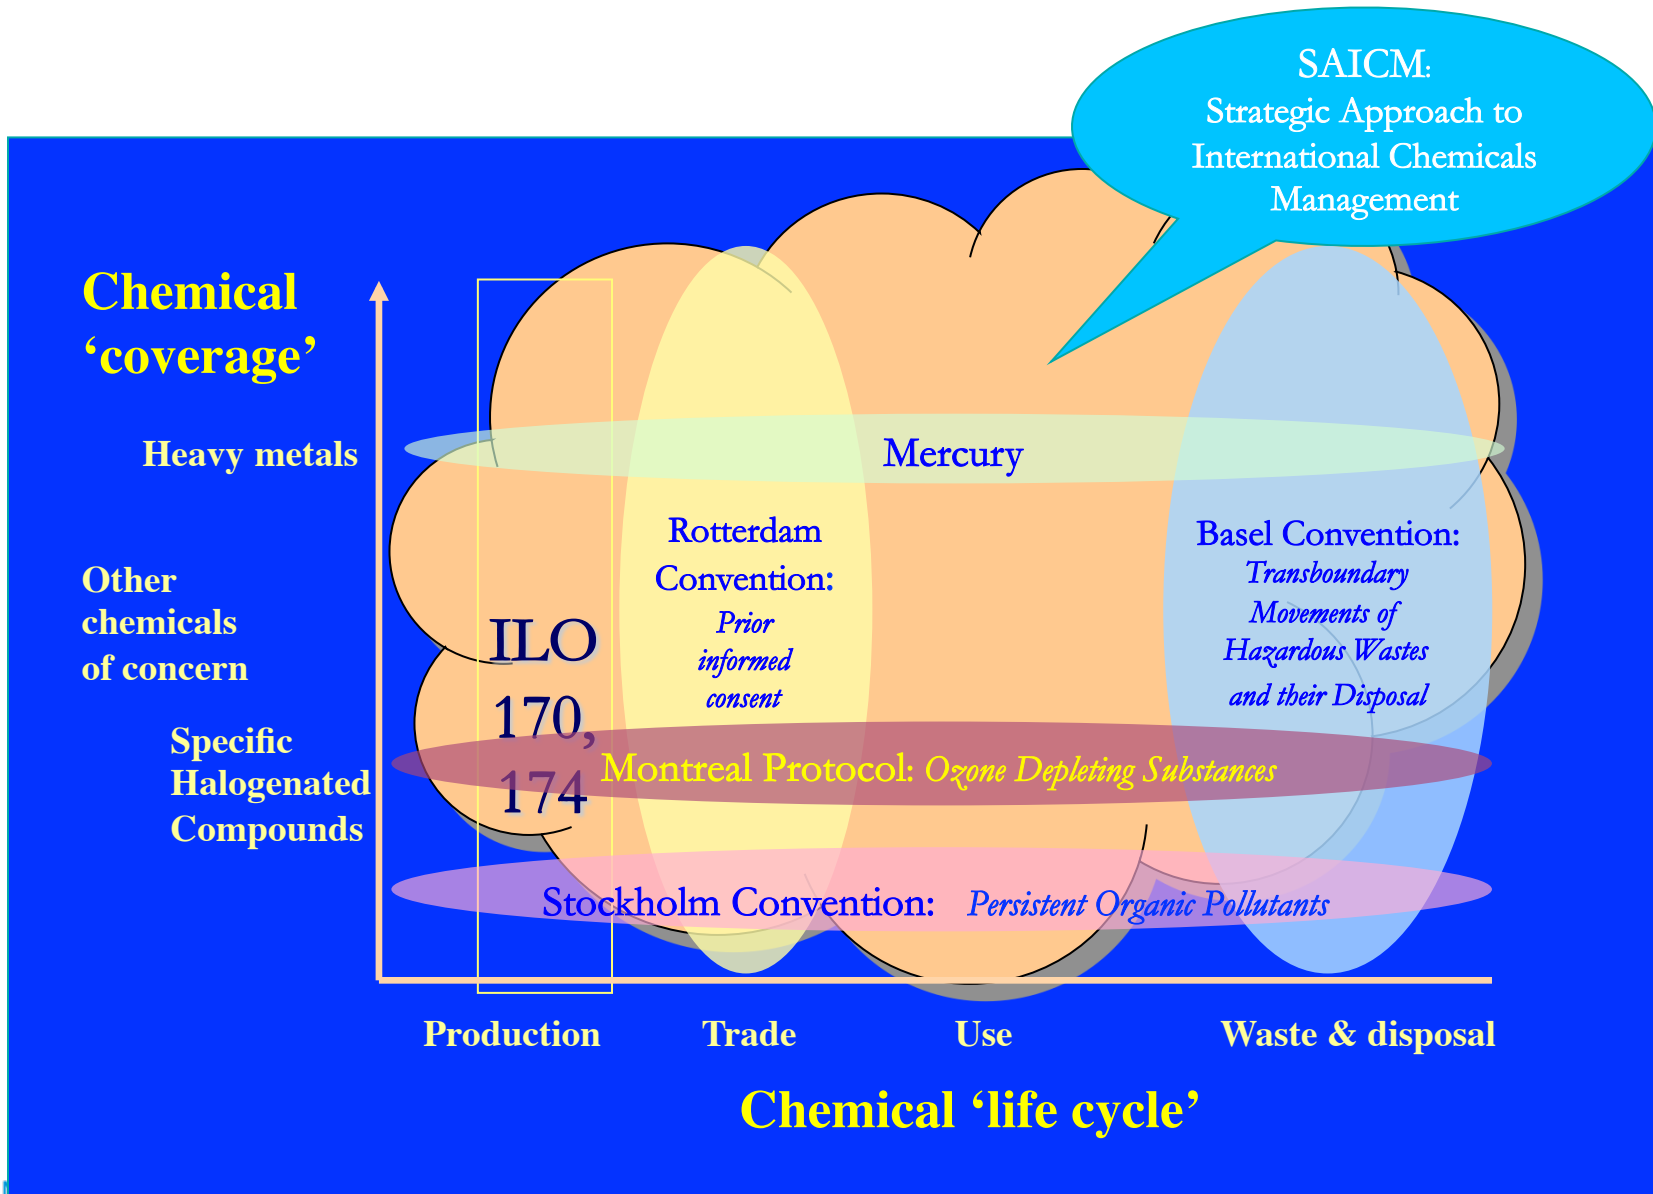 SAICM:
Strategic Approach to
International Chemicals
Management
Chemical
‘coverage’
Heavy metals
Mercury
Rotterdam
Convention:
Prior
informed
consent
Basel Convention:
Transboundary
Movements of
Hazardous Wastes
and their Disposal
Other
chemicals
of concern
ILO
170,
174
Specific
Halogenated
Compounds
Montreal Protocol: Ozone Depleting Substances
Stockholm Convention: Persistent Organic Pollutants
Production Trade Use Waste & disposal
Chemical ‘life cycle’